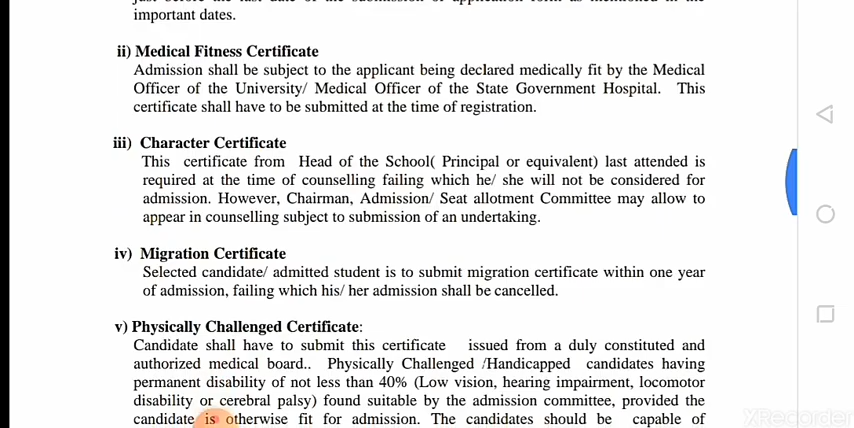 important dates.
ii) Medical Fitness Certificate
Admission shall be subject to the applicant being declared medically fit by the Medical
Officer of the University/ Medical Officer of the State Government Hospital. This
certificate shall have to be submitted at the time of registration.
iii) Character Certificate
This certificate from Head of the School( Principal or equivalent) last attended is
required at the time of counselling failing which he/ she will not be considered for
admission. However, Chairman, Admission/ Seat allotment Committee may allow to
appear in counselling subject to submission of an undertaking.
iv) Migration Certificate
Selected candidate/ admitted student is to submit migration certificate within one year
of admission, failing which his/ her admission shall be cancelled.
v) Physically Challenged Certificate:
Candidate shall have to submit this certificate issued from a duly constituted and
authorized medical board.. Physically Challenged /Handicapped candidates having
permanent disability of not less than 40% (Low vision, hearing impairment, locomotor
disability or cerebral palsy) found suitable by the admission committee, provided the
candidate is otherwise fit for admission. The candidates should be capable of
XRecorder